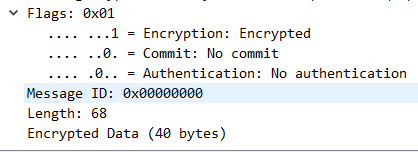 Flags: 0x01
.... ...1 = Encryption: Encrypted
.... ..0. = Commit: No commit
.... .0.. = Authentication: No authentication
Message ID: 0x00000000
Length: 68
Encrypted Data (40 bytes)